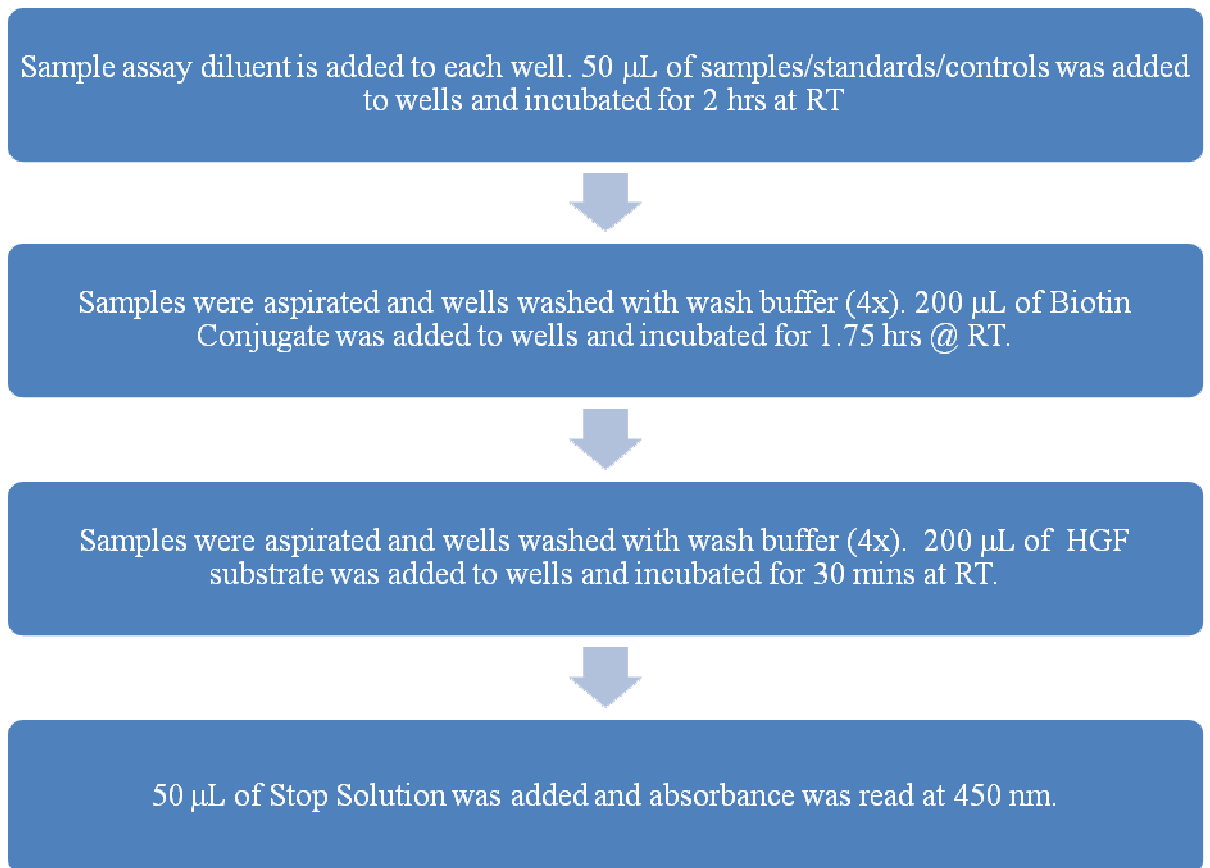 Sample assay diluent is added to each well. 50 μL of samples/standards/controls was added
to wells and incubated for 2 hrs at RT
Samples were aspirated and wells washed with wash buffer (4x). 200 μL of Biotin
Conjugate was added to wells and incubated for 1.75 hrs @ RT.
Samples were aspirated and wells washed with wash buffer (4x).  200 μL of  HGF
substrate was added to wells and incubated for 30 mins at RT.
50 μL of Stop Solution was added and absorbance was read at 450 nm.